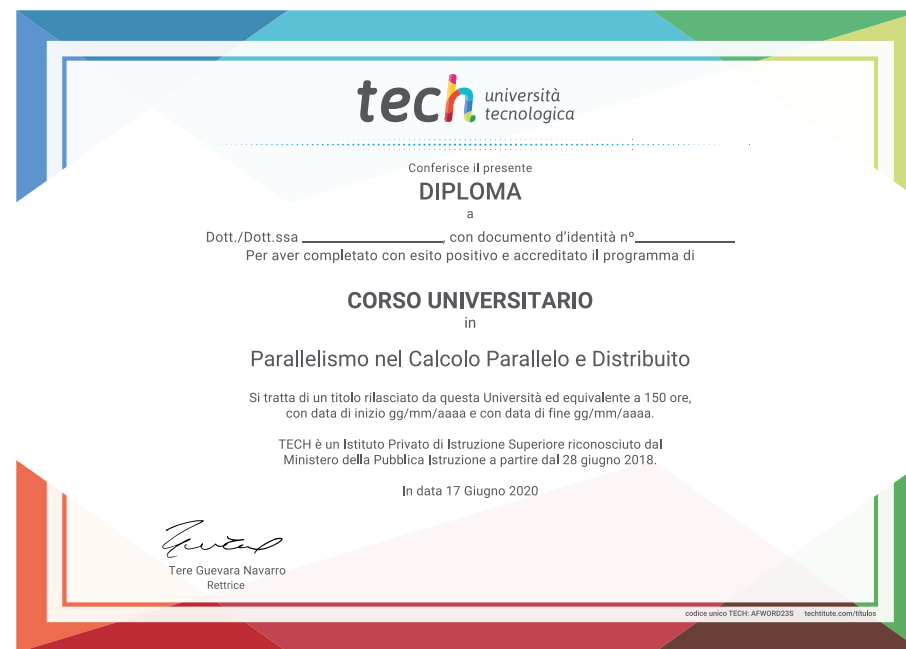 tech università
tecnologica
Conferisce il presente
DIPLOMA
a
Dott./Dott.ssa ____________________, con documento d'identità nº______________
Per aver completato con esito positivo e accreditato il programma di
CORSO UNIVERSITARIO
in
Parallelismo nel Calcolo Parallelo e Distribuito
Si tratta di un titolo rilasciato da questa Università ed equivalente a 150 ore,
con data di inizio gg/mm/aaaa e con data di fine gg/mm/aaaa.
TECH è un Istituto Privato di Istruzione Superiore riconosciuto dal
Ministero della Pubblica Istruzione a partire dal 28 giugno 2018.
In data 17 Giugno 2020
Tere Guevara Navarro
Rettrice
codice unico TECH: AFWORD23S techtitute.com/títulos